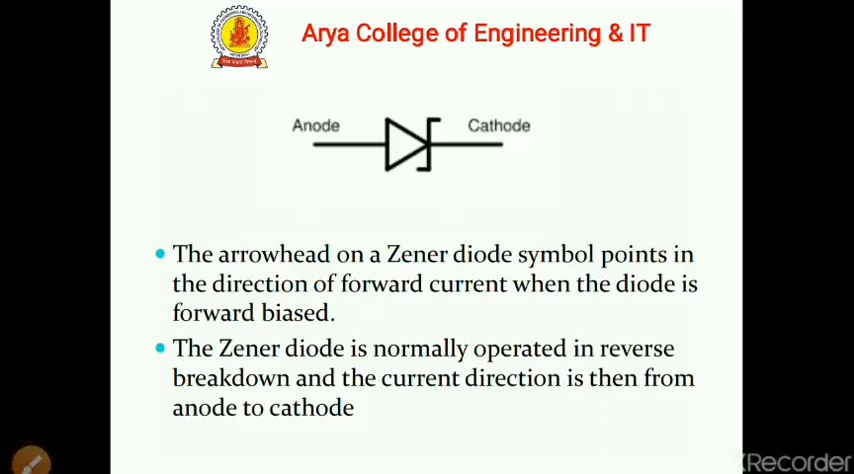 Arya College of Engineering & IT
Anode
Cathode
The arrowhead on a Zener diode symbol points in
the direction of forward current when the diode is
forward biased.
The Zener diode is normally operated in reverse
breakdown and the current direction is then from
anode to cathode
Recorder